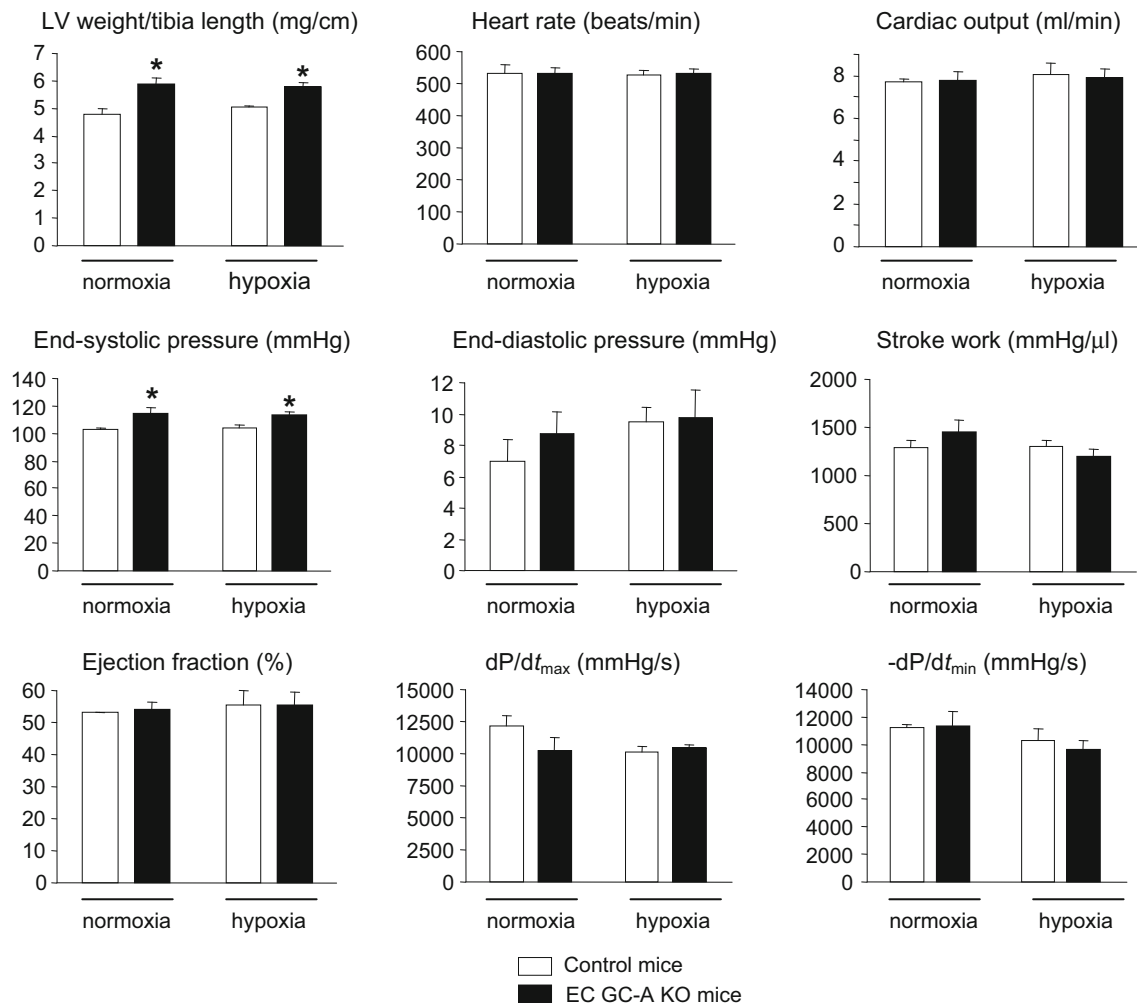 LV weight/tibia length (mg/cm)
7
6
5
4
3
2
1
0
*
*
normoxia
hypoxia
Heart rate (beats/min)
600
500
400
300
200
100
0
normoxia
hypoxia
Cardiac output (ml/min)
8
6
4
2
0
normoxia
hypoxia
End-systolic pressure (mmHg)
140
120
100
80
60
40
20
0
*
*
normoxia
hypoxia
End-diastolic pressure (mmHg)
12
10
8
6
4
2
0
normoxia
hypoxia
Stroke work (mmHg/µl)
2000
1500
1000
500
0
normoxia
hypoxia
Ejection fraction (%)
60
50
40
30
20
10
0
normoxia
hypoxia
dP/dtmax (mmHg/s)
15000
12500
10000
7500
5000
2500
0
normoxia
hypoxia
-dP/dtmin (mmHg/s)
14000
12000
10000
8000
6000
4000
2000
0
normoxia
hypoxia
Control mice
EC GC-A KO mice